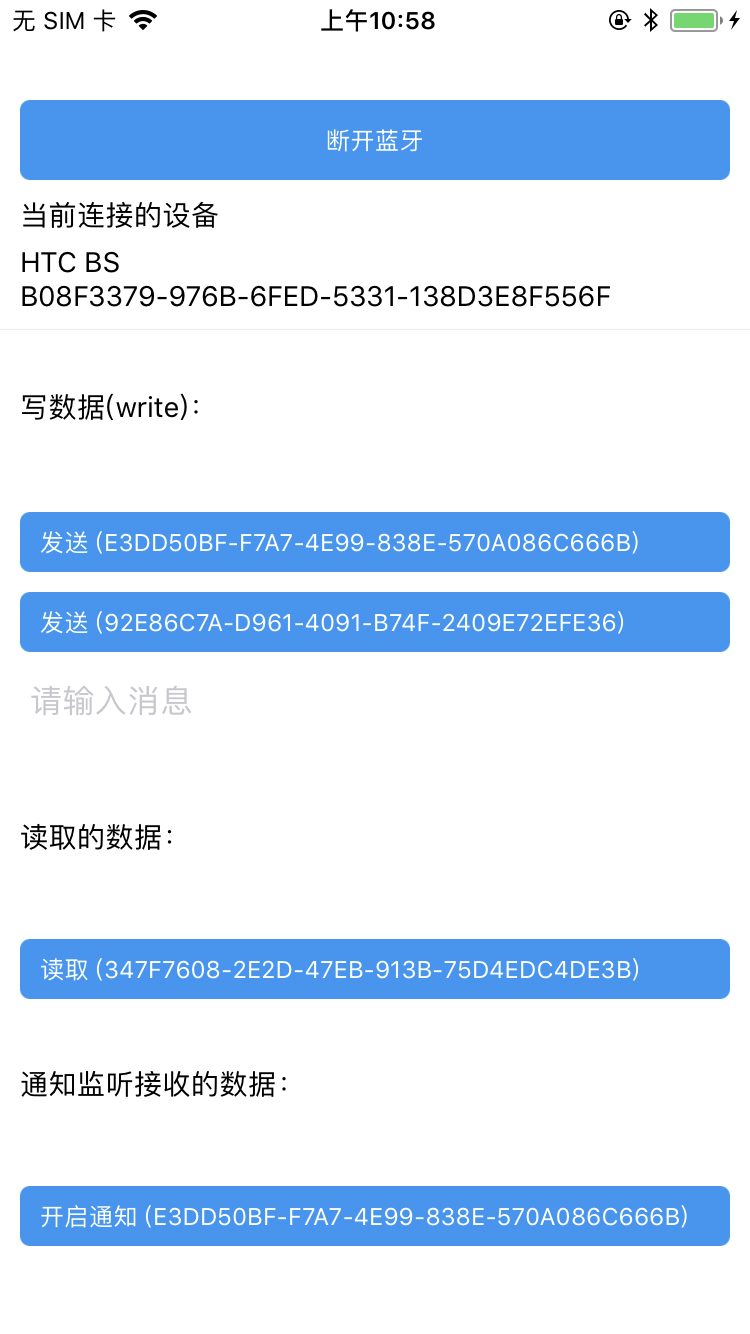 无 SIM 卡 上午10:58
断开蓝牙
当前连接的设备
HTC BS
B08F3379-976B-6FED-5331-138D3E8F556F
写数据(write)：
发送 (E3DD50BF-F7A7-4E99-838E-570A086C666B)
发送 (92E86C7A-D961-4091-B74F-2409E72EFE36)
请输入消息
读取的数据：
读取 (347F7608-2E2D-47EB-913B-75D4EDC4DE3B)
通知监听接收的数据：
开启通知 (E3DD50BF-F7A7-4E99-838E-570A086C666B)